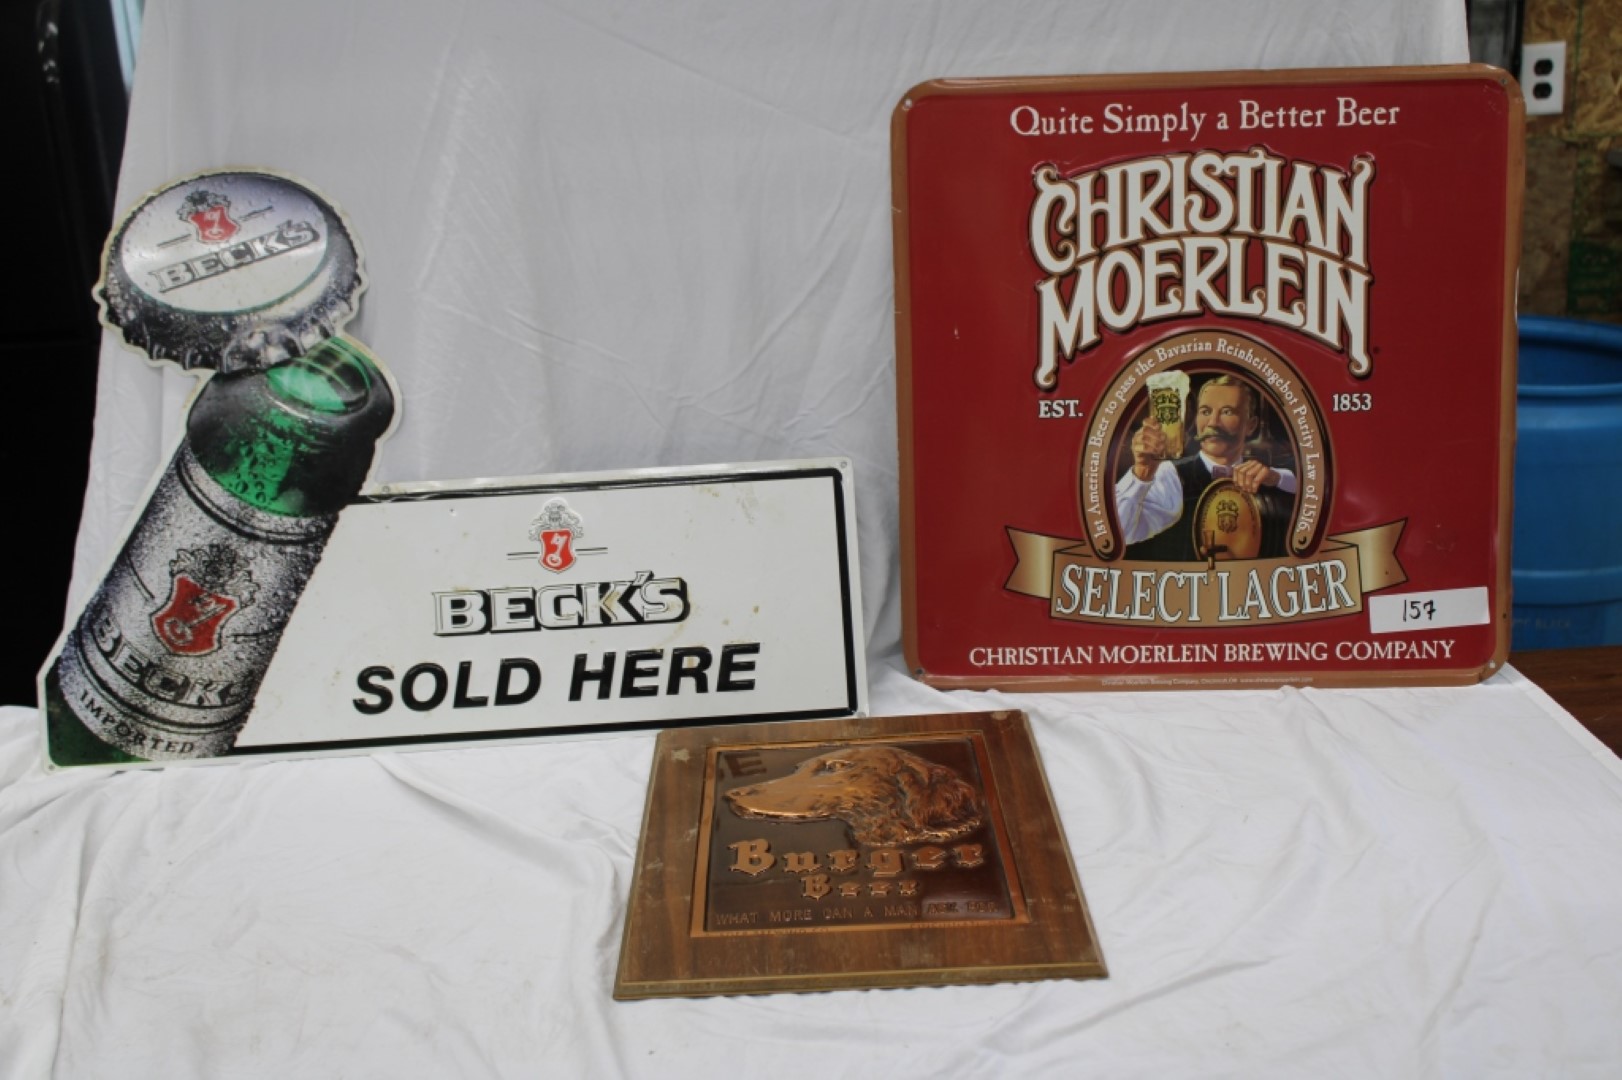 BECK'S
BECK'S
IMPORTED
BECK'S
SOLD HERE
Quite Simply a Better Beer
CHRISTIAN
MOERLEIN
EST. 1853
1st American Beer to pass the Bavarian Reinheitsgebot Purity Law of 1516.
SELECT LAGER
157
CHRISTIAN MOERLEIN BREWING COMPANY
Burger
Beer
WHAT MORE CAN A MAN ASK FOR